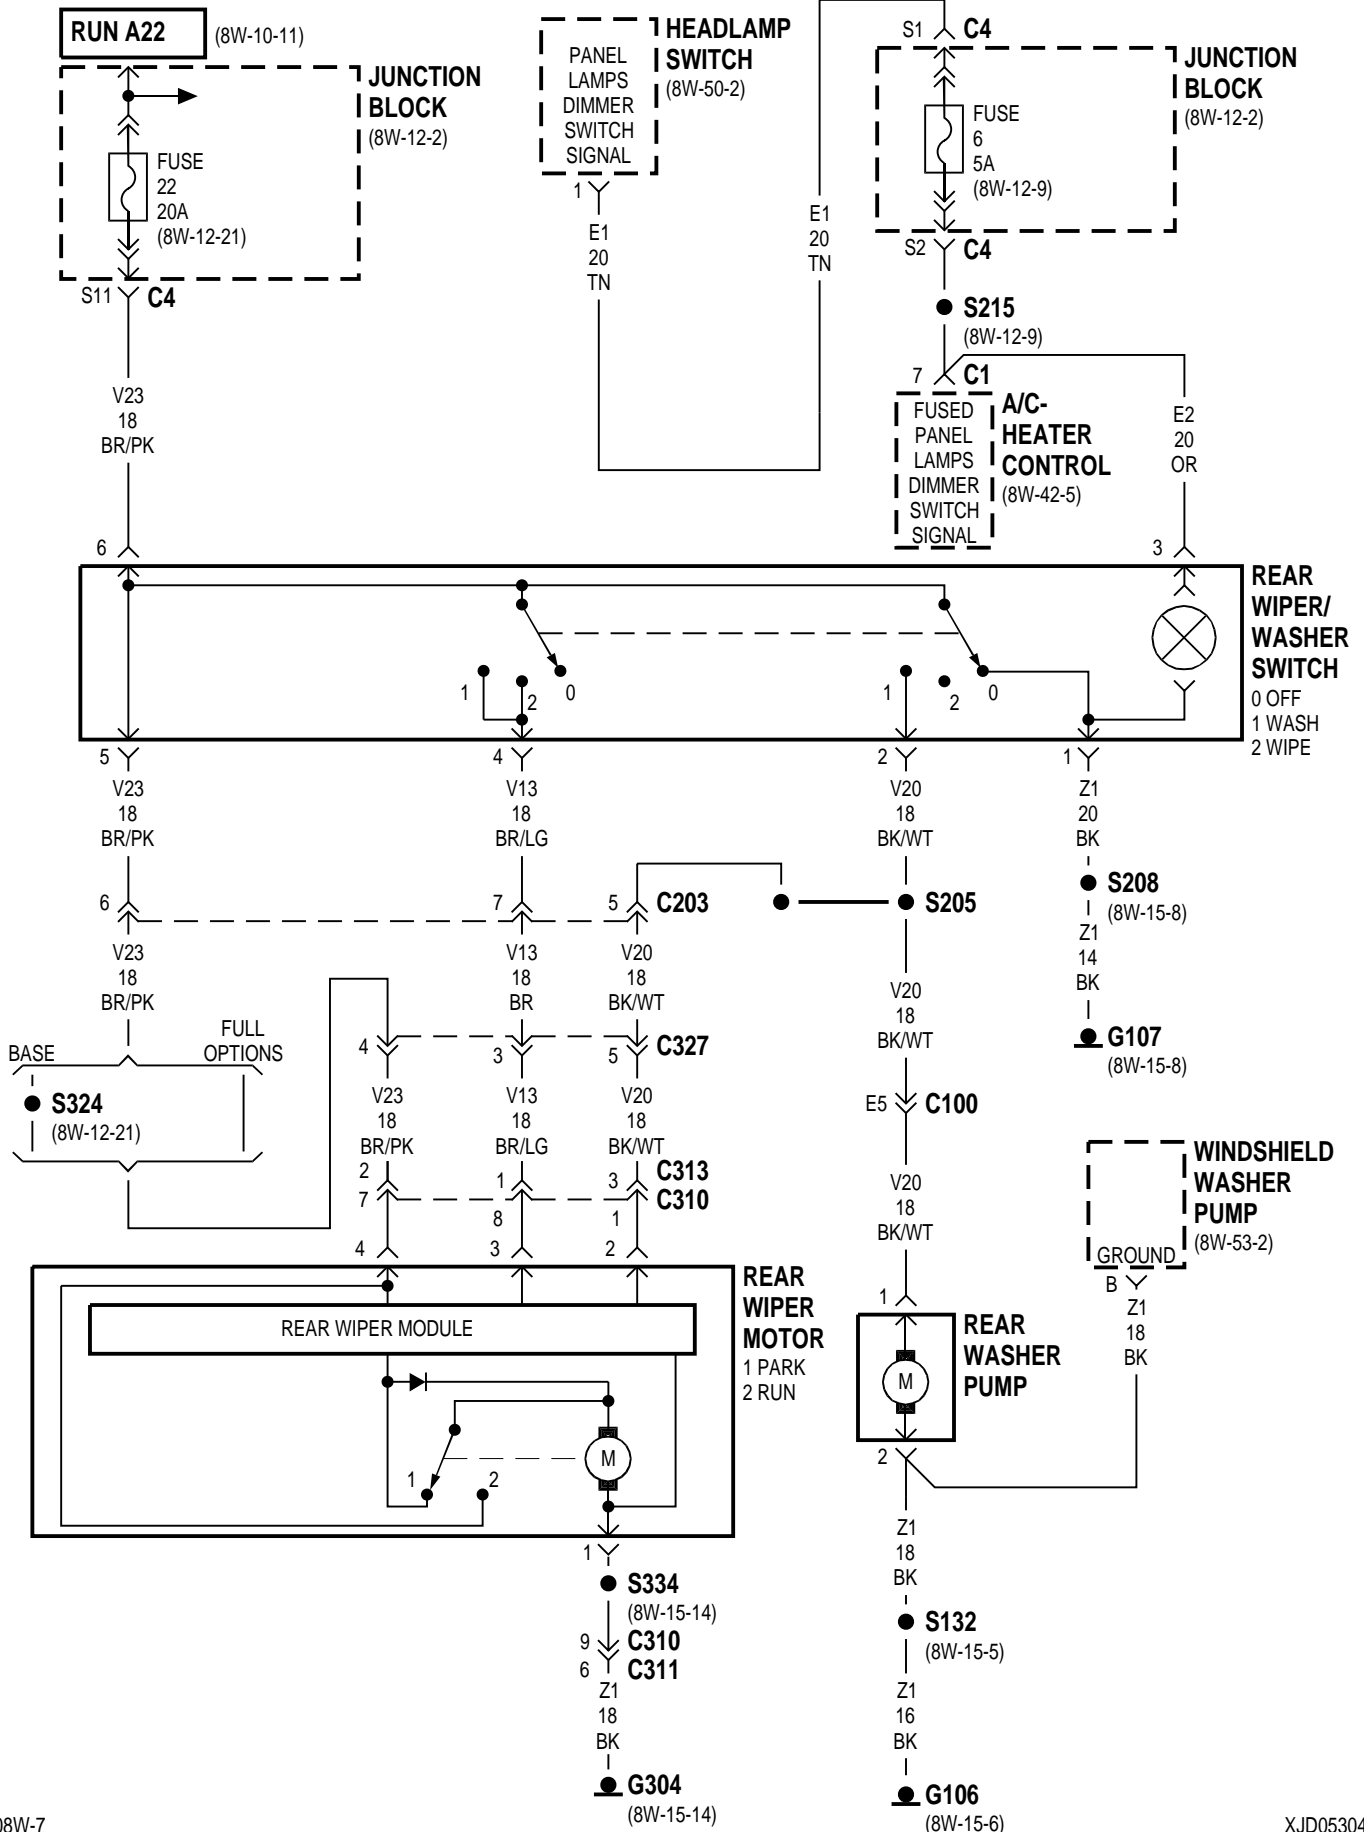 RUN A22
(8W-10-11)
JUNCTION
BLOCK
(8W-12-2)
FUSE
22
20A
(8W-12-21)
S11
C4
V23
18
BR/PK
6
HEADLAMP
SWITCH
(8W-50-2)
PANEL
LAMPS
DIMMER
SWITCH
SIGNAL
1
E1
20
TN
E1
20
TN
S1
C4
JUNCTION
BLOCK
(8W-12-2)
FUSE
6
5A
(8W-12-9)
S2
C4
S215
(8W-12-9)
7
C1
FUSED
PANEL
LAMPS
DIMMER
SWITCH
SIGNAL
A/C-
HEATER
CONTROL
(8W-42-5)
E2
20
OR
3
REAR
WIPER/
WASHER
SWITCH
0 OFF
1 WASH
2 WIPE
1
2
0
1
2
0
5
4
2
1
V23
18
BR/PK
V13
18
BR/LG
V20
18
BK/WT
Z1
20
BK
6
7
5
C203
S205
S208
(8W-15-8)
V23
18
BR/PK
V13
18
BR
V20
18
BK/WT
V20
18
BK/WT
Z1
14
BK
G107
(8W-15-8)
BASE
FULL
OPTIONS
S324
(8W-12-21)
4
3
5
C327
V23
18
BR/PK
V13
18
BR/LG
V20
18
BK/WT
E5
C100
2
1
3
C313
7
8
1
C310
V20
18
BK/WT
WINDSHIELD
WASHER
PUMP
(8W-53-2)
GROUND
B
Z1
18
BK
4
3
2
REAR
WIPER
MOTOR
1 PARK
2 RUN
REAR WIPER MODULE
1
2
M
1
REAR
WASHER
PUMP
M
2
1
S334
(8W-15-14)
9
C310
6
C311
Z1
18
BK
G304
(8W-15-14)
Z1
18
BK
S132
(8W-15-5)
Z1
16
BK
G106
(8W-15-6)
08W-7
XJD05304